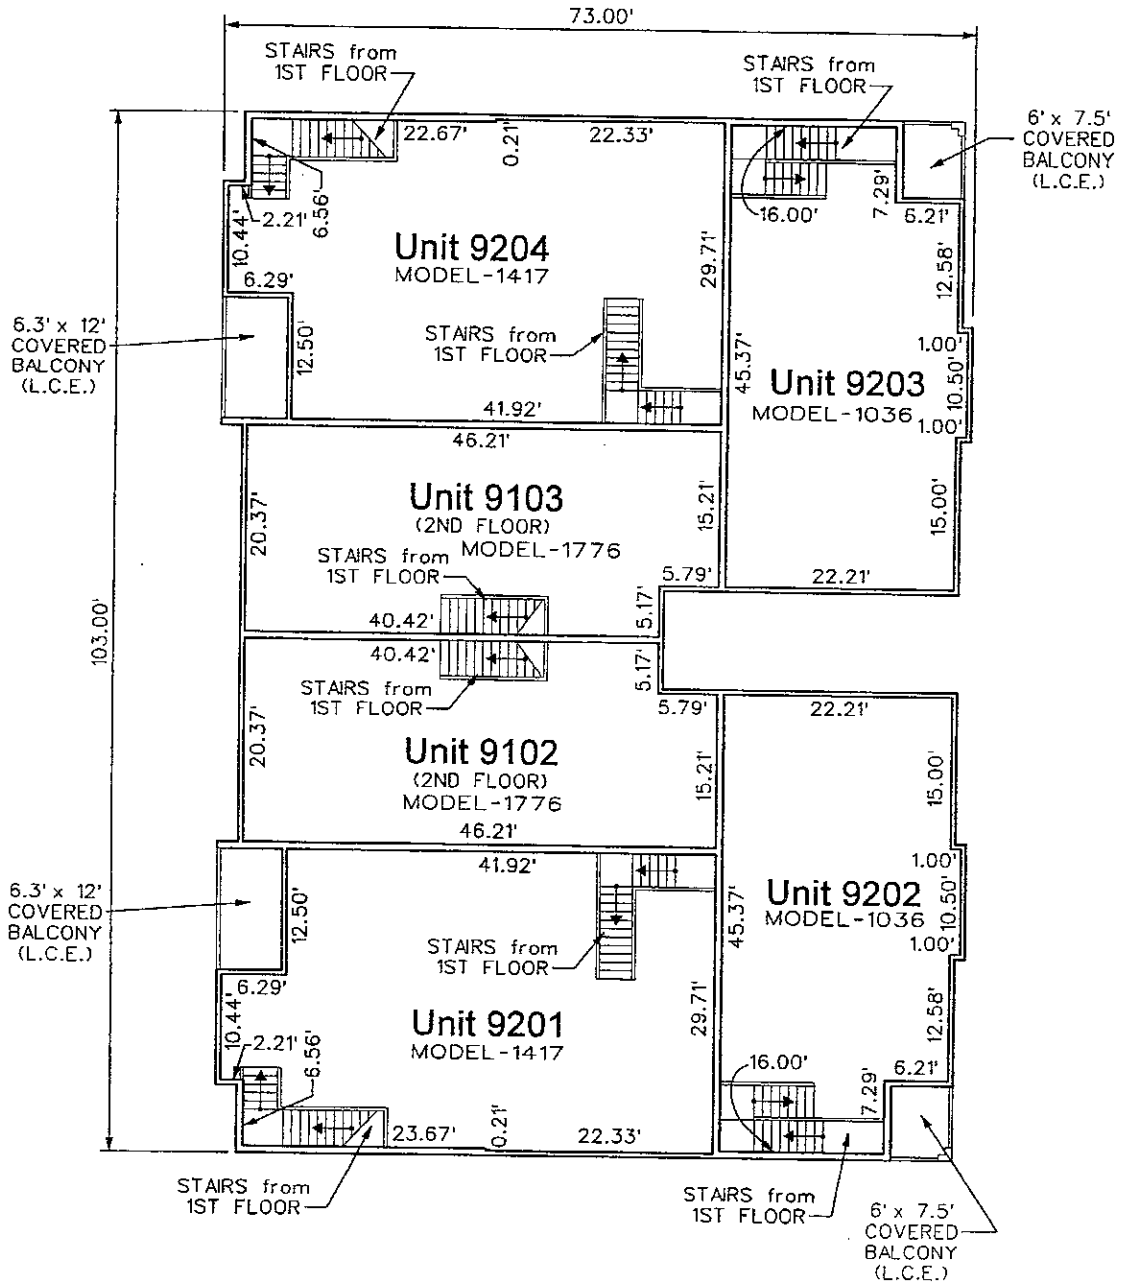 73.00'
STAIRS from
1ST FLOOR
STAIRS from
1ST FLOOR
6' x 7.5'
COVERED
BALCONY
(L.C.E.)
22.67'
0.21'
22.33'
2.21'
6.56'
10.44'
6.29'
16.00'
7.29'
6.21'
Unit 9204
MODEL-1417
29.71'
12.58'
6.3' x 12'
COVERED
BALCONY
(L.C.E.)
12.50'
STAIRS from
1ST FLOOR
45.37'
1.00'
10.50'
1.00'
Unit 9203
MODEL-1036
41.92'
46.21'
Unit 9103
(2ND FLOOR)
MODEL-1776
20.37'
15.21'
15.00'
STAIRS from
1ST FLOOR
5.79'
22.21'
40.42'
5.17'
103.00'
40.42'
5.17'
STAIRS from
1ST FLOOR
5.79'
22.21'
20.37'
Unit 9102
(2ND FLOOR)
MODEL-1776
15.21'
15.00'
46.21'
41.92'
6.3' x 12'
COVERED
BALCONY
(L.C.E.)
12.50'
STAIRS from
1ST FLOOR
45.37'
Unit 9202
MODEL-1036
1.00'
10.50'
1.00'
6.29'
10.44'
2.21'
6.56'
Unit 9201
MODEL-1417
29.71'
12.58'
16.00'
7.29'
6.21'
23.67'
0.21'
22.33'
STAIRS from
1ST FLOOR
STAIRS from
1ST FLOOR
6' x 7.5'
COVERED
BALCONY
(L.C.E.)